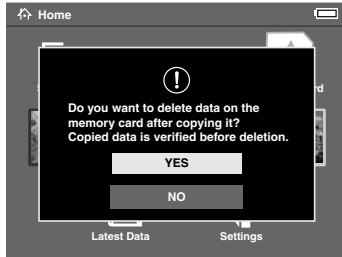 Home
rd
Do you want to delete data on the
memory card after copying it?
Copied data is verified before deletion.
YES
NO
Latest Data
Settings